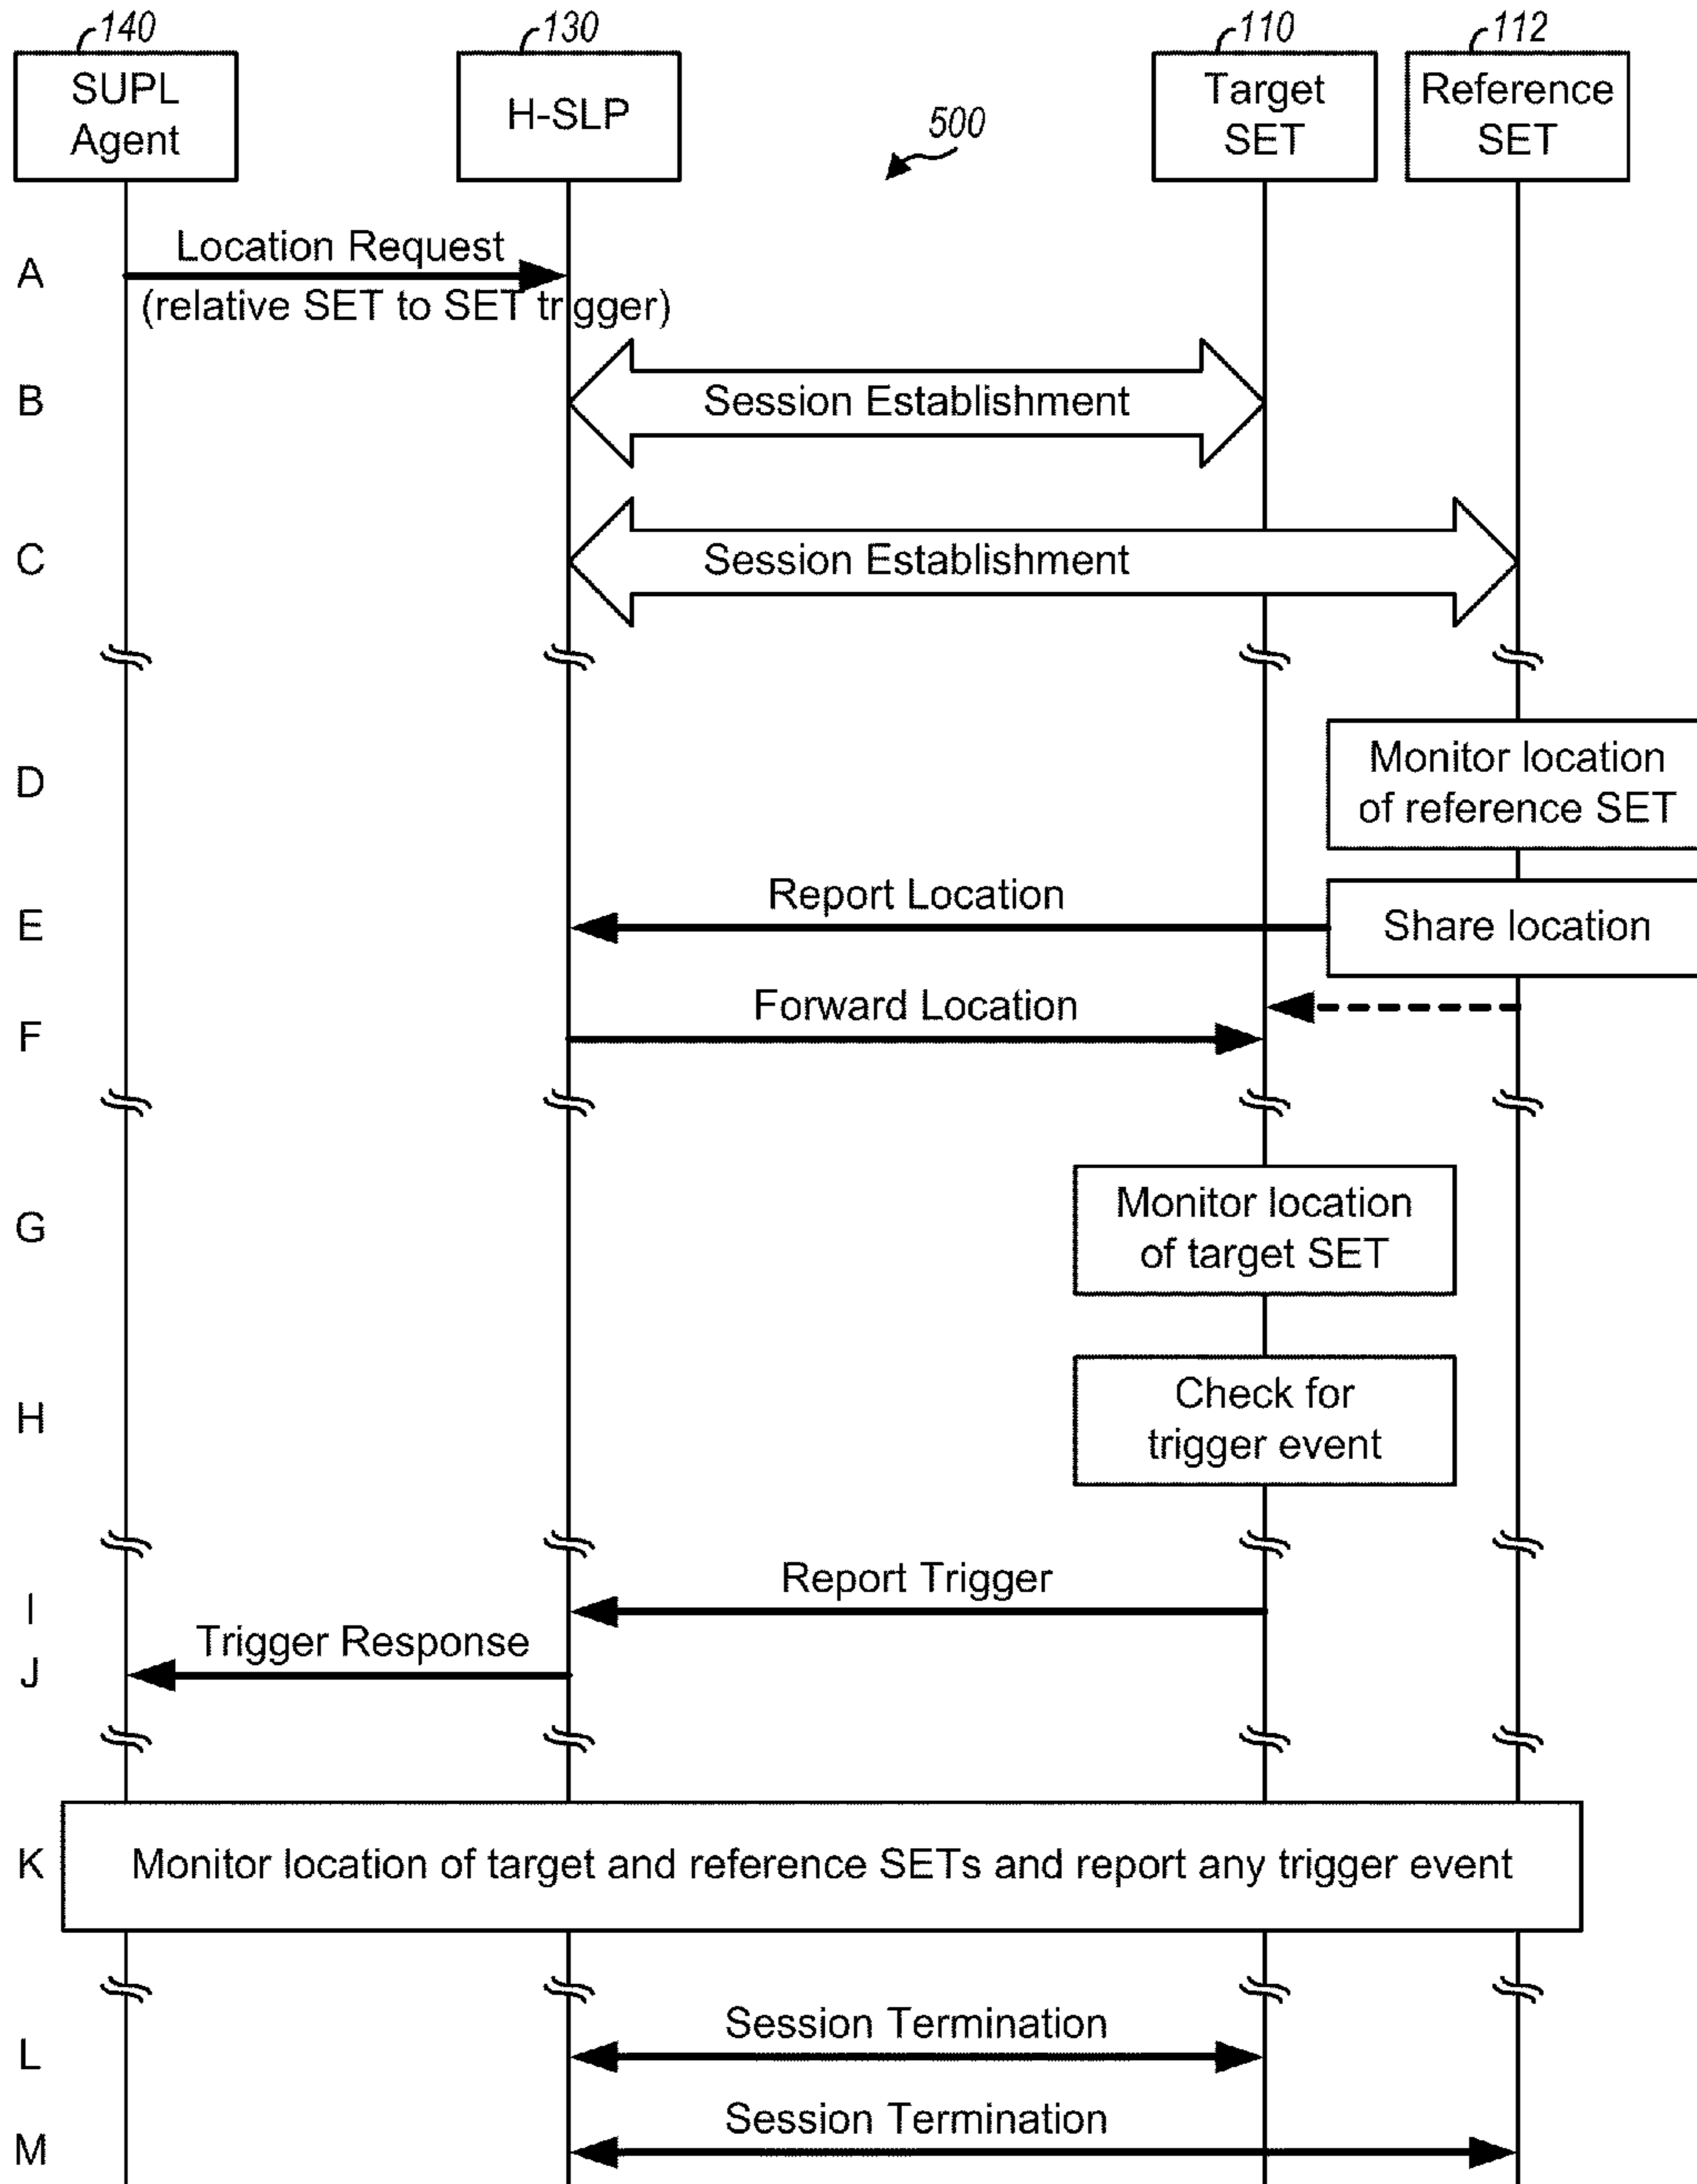 140
130
110
112
SUPL
Agent
H-SLP
Target
SET
Reference
SET
500
A
Location Request
(relative SET to SET trigger)
B
Session Establishment
C
Session Establishment
D
Monitor location
of reference SET
E
Report Location
Share location
F
Forward Location
G
Monitor location
of target SET
H
Check for
trigger event
I
Report Trigger
J
Trigger Response
K
Monitor location of target and reference SETs and report any trigger event
L
Session Termination
M
Session Termination